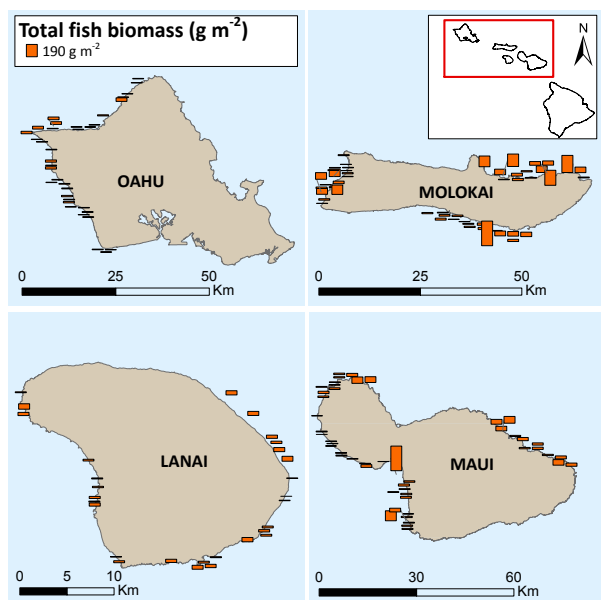 Total fish biomass (g m⁻²)
190 g m⁻²
N
OAHU
0 25 50
Km
MOLOKAI
0 25 50
Km
LANAI
0 5 10
Km
MAUI
0 30 60
Km